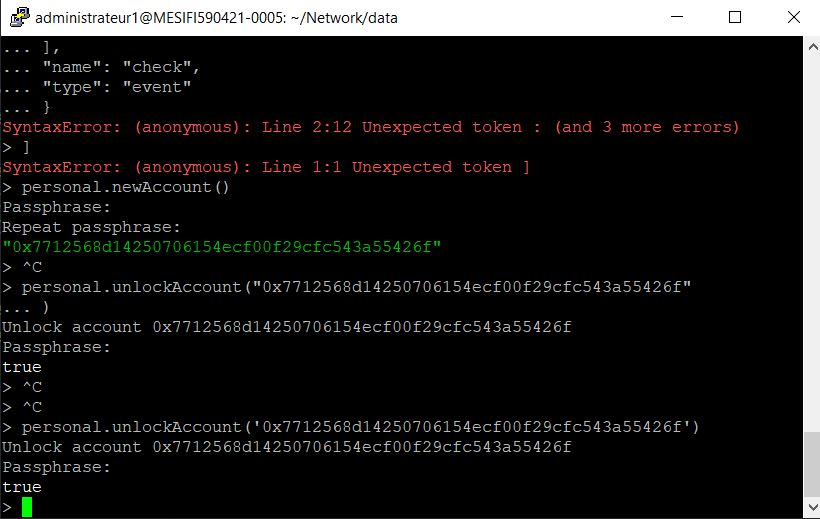 administrateur1@MESIFI590421-0005: ~/Network/data
... ],
... "name": "check",
... "type": "event"
... }
SyntaxError: (anonymous): Line 2:12 Unexpected token : (and 3 more errors)
> ]
SyntaxError: (anonymous): Line 1:1 Unexpected token ]
> personal.newAccount()
Passphrase:
Repeat passphrase:
"0x7712568d14250706154ecf00f29cfc543a55426f"
> ^C
> personal.unlockAccount("0x7712568d14250706154ecf00f29cfc543a55426f"
... )
Unlock account 0x7712568d14250706154ecf00f29cfc543a55426f
Passphrase:
true
> ^C
> ^C
> personal.unlockAccount('0x7712568d14250706154ecf00f29cfc543a55426f')
Unlock account 0x7712568d14250706154ecf00f29cfc543a55426f
Passphrase:
true
>